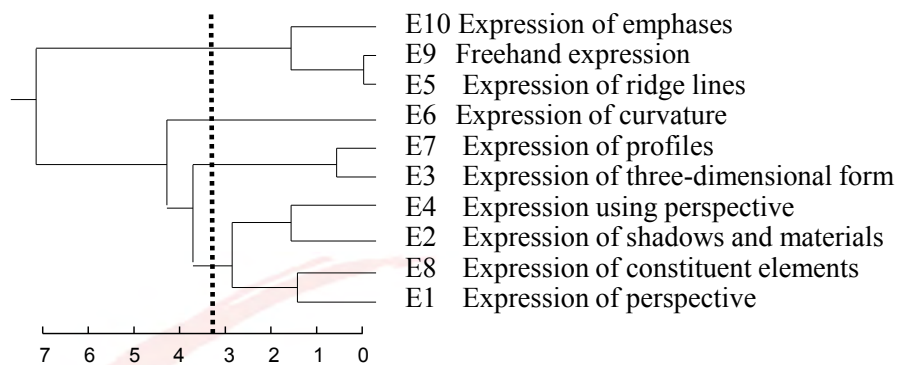 E10 Expression of emphases
E9 Freehand expression
E5 Expression of ridge lines
E6 Expression of curvature
E7 Expression of profiles
E3 Expression of three-dimensional form
E4 Expression using perspective
E2 Expression of shadows and materials
E8 Expression of constituent elements
E1 Expression of perspective
7 6 5 4 3 2 1 0